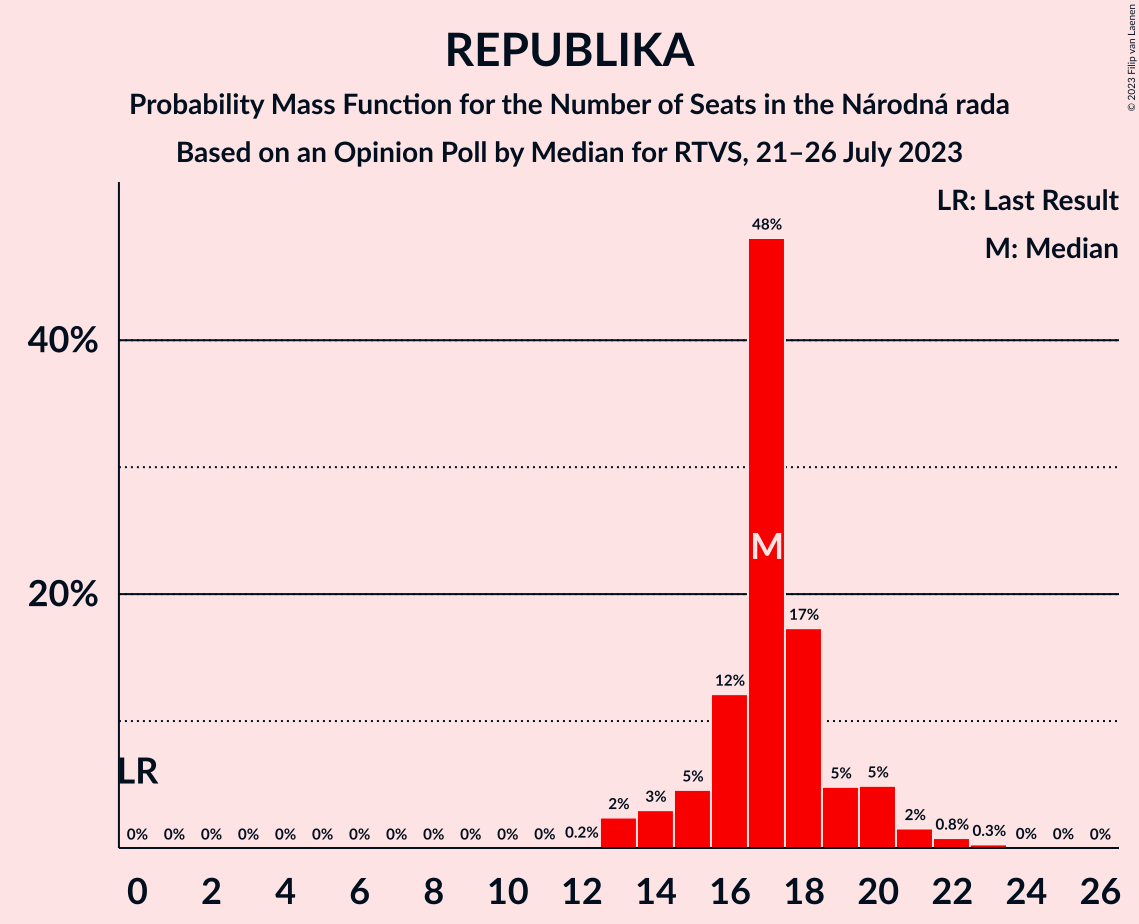 REPUBLIKA
Probability Mass Function for the Number of Seats in the Národná rada
Based on an Opinion Poll by Median for RTVS, 21–26 July 2023
© 2023 Filip van Laenen
LR: Last Result
M: Median
48%
40%
M
20%
17%
12%
LR
0% 0% 0% 0% 0% 0% 0% 0% 0% 0% 0% 0% 0.2% 2% 3% 5% 5% 5% 2% 0.8% 0.3% 0% 0% 0%
0 2 4 6 8 10 12 14 16 18 20 22 24 26